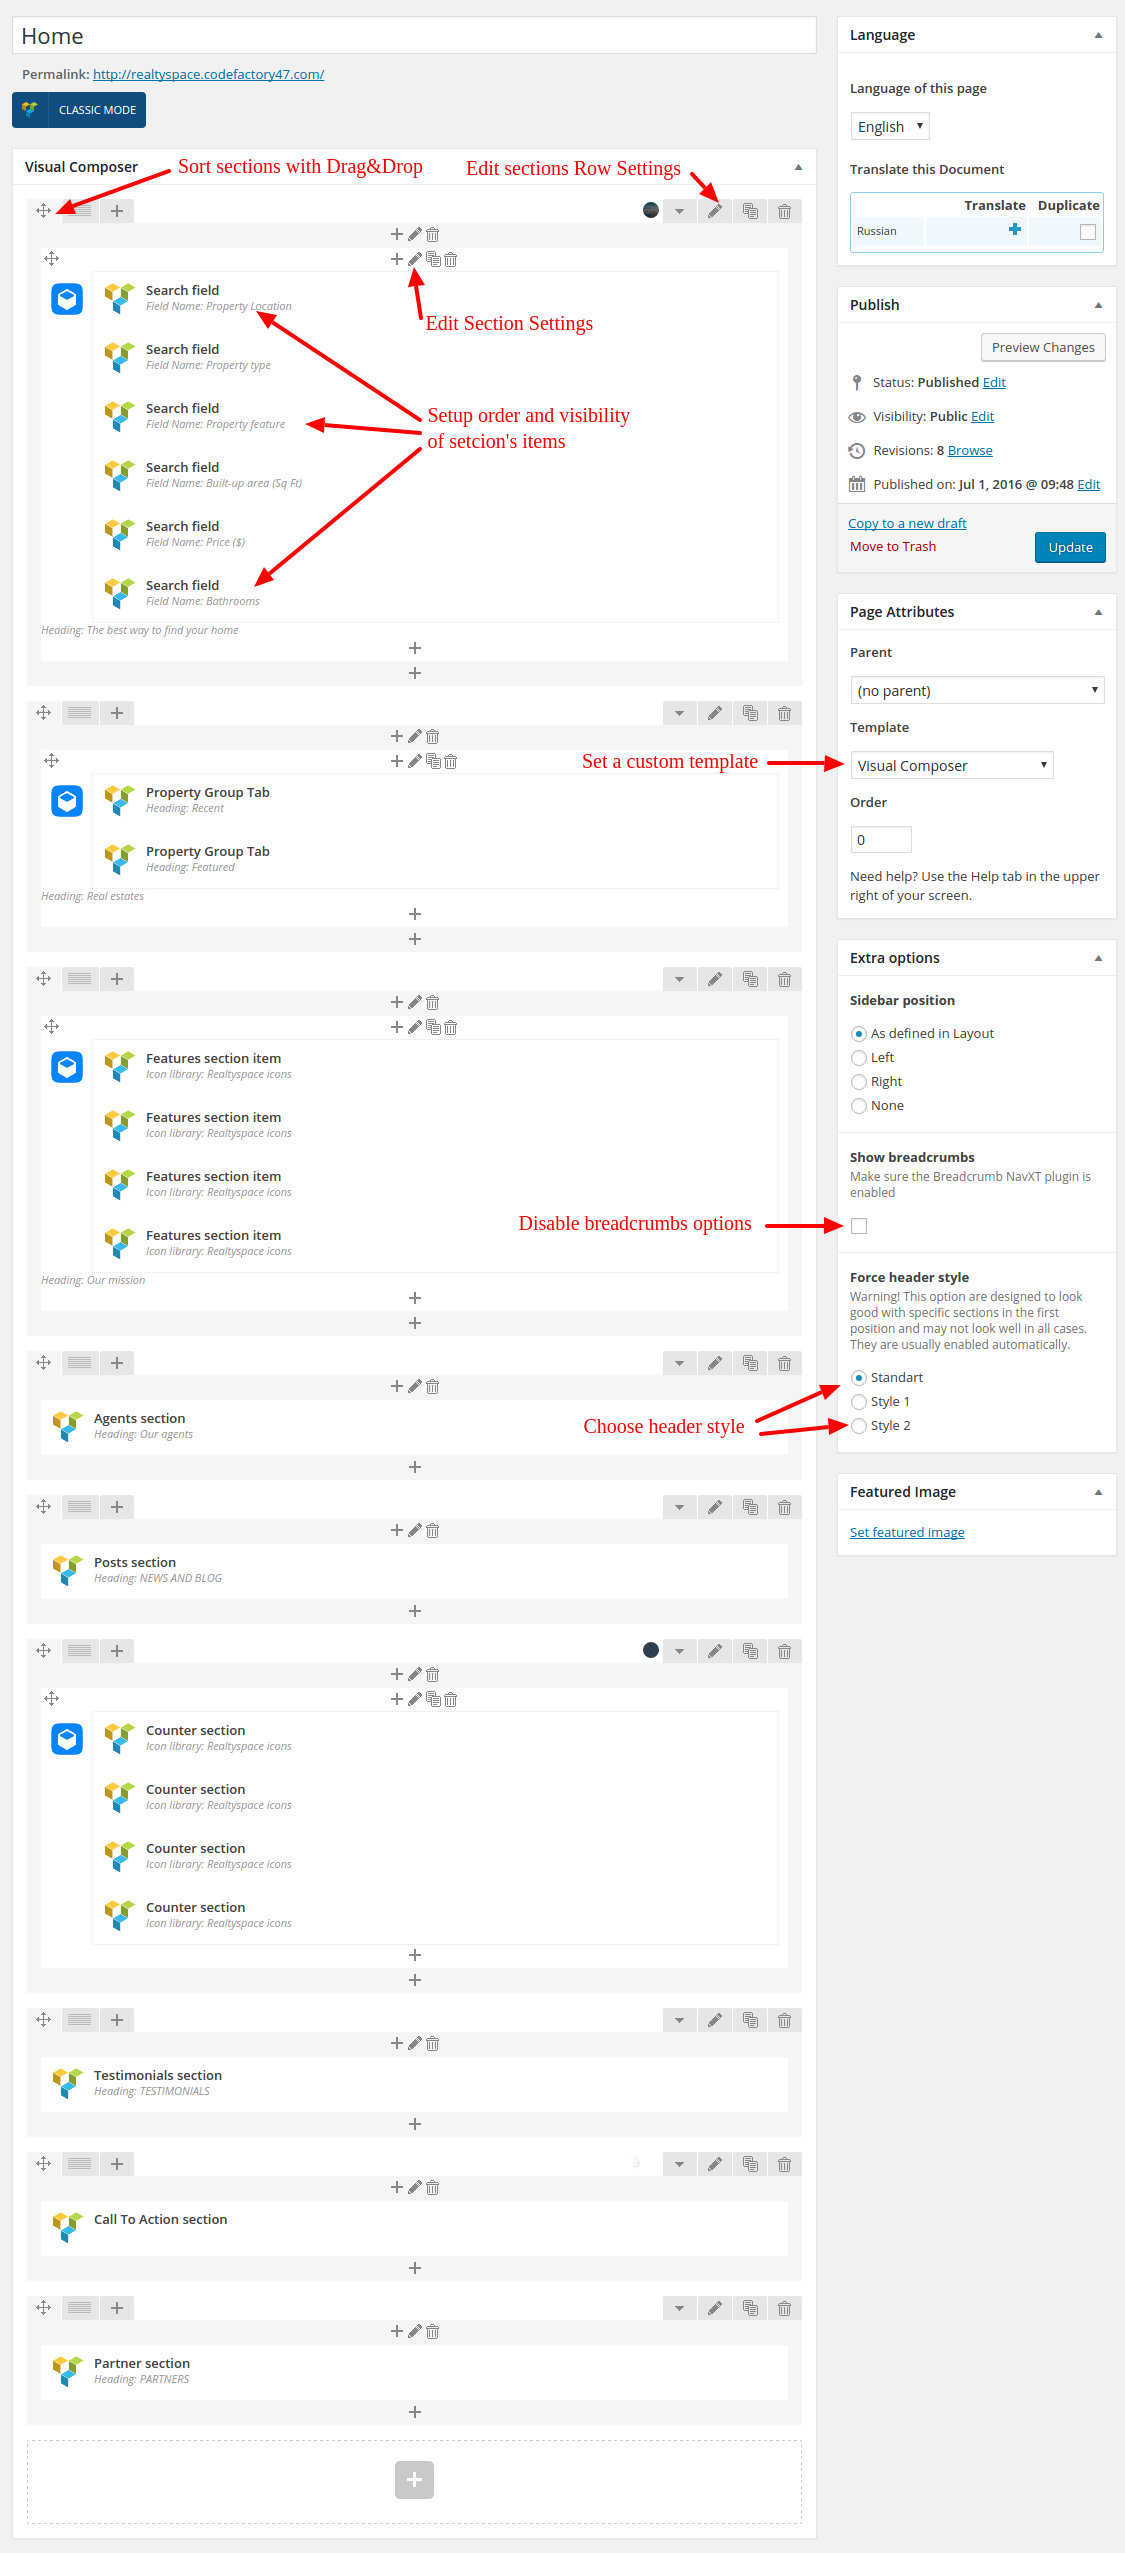 Home
Permalink: http://realtyspace.codefactory47.com/
CLASSIC MODE
Visual Composer
Sort sections with Drag&Drop
Edit sections Row Settings
Search field
Field Name: Property Location
Edit Section Settings
Search field
Field Name: Property type
Search field
Field Name: Property feature
Setup order and visibility
of setcion's items
Search field
Field Name: Built-up area (Sq Ft)
Search field
Field Name: Price ($)
Search field
Field Name: Bathrooms
Heading: The best way to find your home
Set a custom template
Property Group Tab
Heading: Recent
Property Group Tab
Heading: Featured
Heading: Real estates
Features section item
Icon library: Realtyspace icons
Features section item
Icon library: Realtyspace icons
Features section item
Icon library: Realtyspace icons
Features section item
Icon library: Realtyspace icons
Disable breadcrumbs options
Heading: Our mission
Agents section
Heading: Our agents
Choose header style
Posts section
Heading: NEWS AND BLOG
Counter section
Icon library: Realtyspace icons
Counter section
Icon library: Realtyspace icons
Counter section
Icon library: Realtyspace icons
Counter section
Icon library: Realtyspace icons
Testimonials section
Heading: TESTIMONIALS
Call To Action section
Partner section
Heading: PARTNERS
Language
Language of this page
English
Translate this Document
Translate Duplicate
Russian
Publish
Preview Changes
Status: Published Edit
Visibility: Public Edit
Revisions: 8 Browse
Published on: Jul 1, 2016 @ 09:48 Edit
Copy to a new draft
Move to Trash
Update
Page Attributes
Parent
(no parent)
Template
Visual Composer
Order
0
Need help? Use the Help tab in the upper
right of your screen.
Extra options
Sidebar position
As defined in Layout
Left
Right
None
Show breadcrumbs
Make sure the Breadcrumb NavXT plugin is
enabled
Force header style
Warning! This option are designed to look
good with specific sections in the first
position and may not look well in all cases.
They are usually enabled automatically.
Standart
Style 1
Style 2
Featured Image
Set featured image